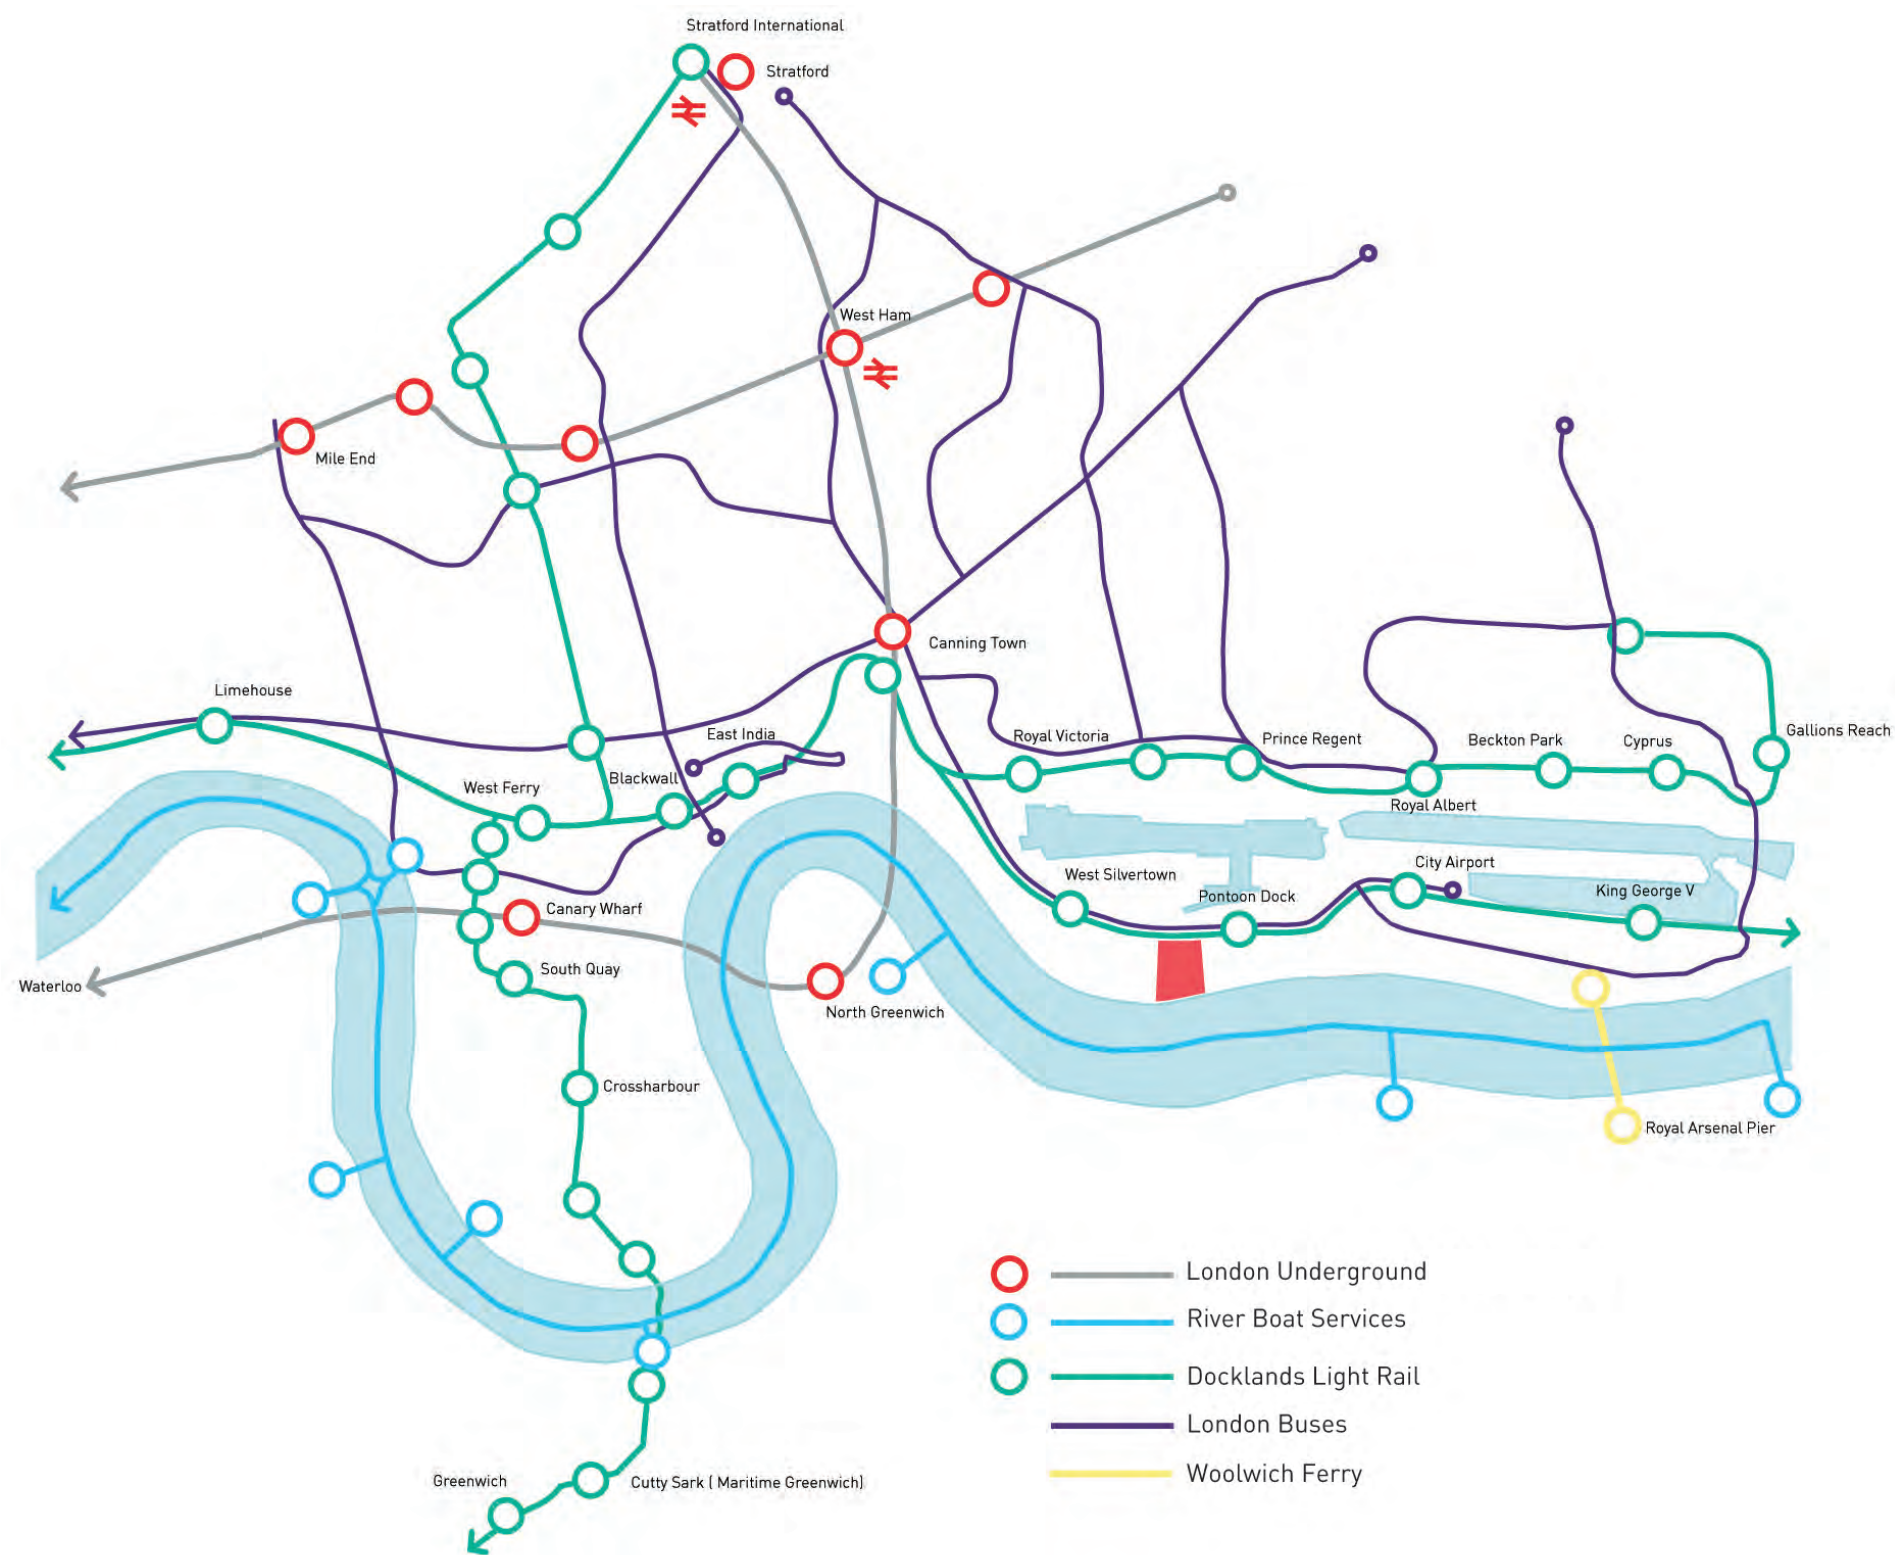 Stratford International
Stratford
West Ham
Mile End
Canning Town
Limehouse
East India
Royal Victoria
Prince Regent
Beckton Park
Cyprus
Gallions Reach
Blackwall
West Ferry
Royal Albert
City Airport
West Silvertown
King George V
Pontoon Dock
Canary Wharf
South Quay
Waterloo
North Greenwich
Crossharbour
Royal Arsenal Pier
London Underground
River Boat Services
Docklands Light Rail
London Buses
Woolwich Ferry
Greenwich
Cutty Sark ( Maritime Greenwich)